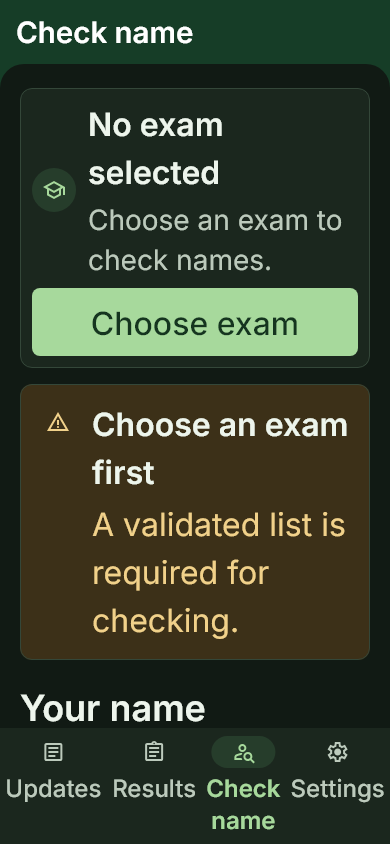 Check name
No exam
selected
Choose an exam to
check names.
Choose exam
Choose an exam
first
A validated list is
required for
checking.
Your name
Updates
Results
Check
name
Settings